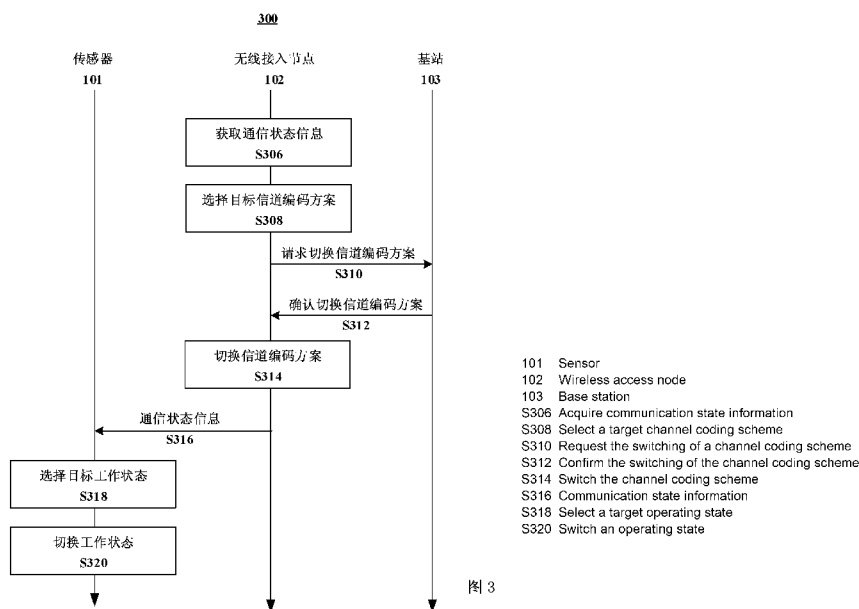 300
传感器
101
无线接入节点
102
基站
103
获取通信状态信息
S306
选择目标信道编码方案
S308
请求切换信道编码方案
S310
确认切换信道编码方案
S312
切换信道编码方案
S314
通信状态信息
S316
选择目标工作状态
S318
切换工作状态
S320
101 Sensor
102 Wireless access node
103 Base station
S306 Acquire communication state information
S308 Select a target channel coding scheme
S310 Request the switching of a channel coding scheme
S312 Confirm the switching of the channel coding scheme
S314 Switch the channel coding scheme
S316 Communication state information
S318 Select a target operating state
S320 Switch an operating state
图 3